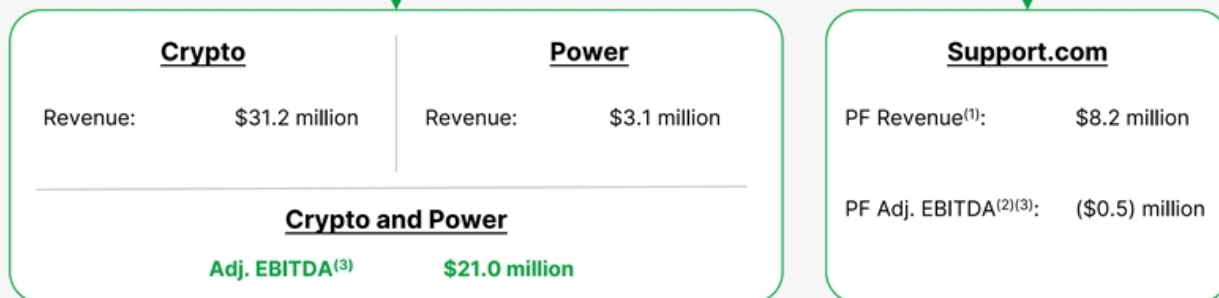 Crypto
Revenue: $31.2 million
Power
Revenue: $3.1 million
Crypto and Power
Adj. EBITDA(3) $21.0 million
Support.com
PF Revenue(1): $8.2 million
PF Adj. EBITDA(2)(3): ($0.5) million